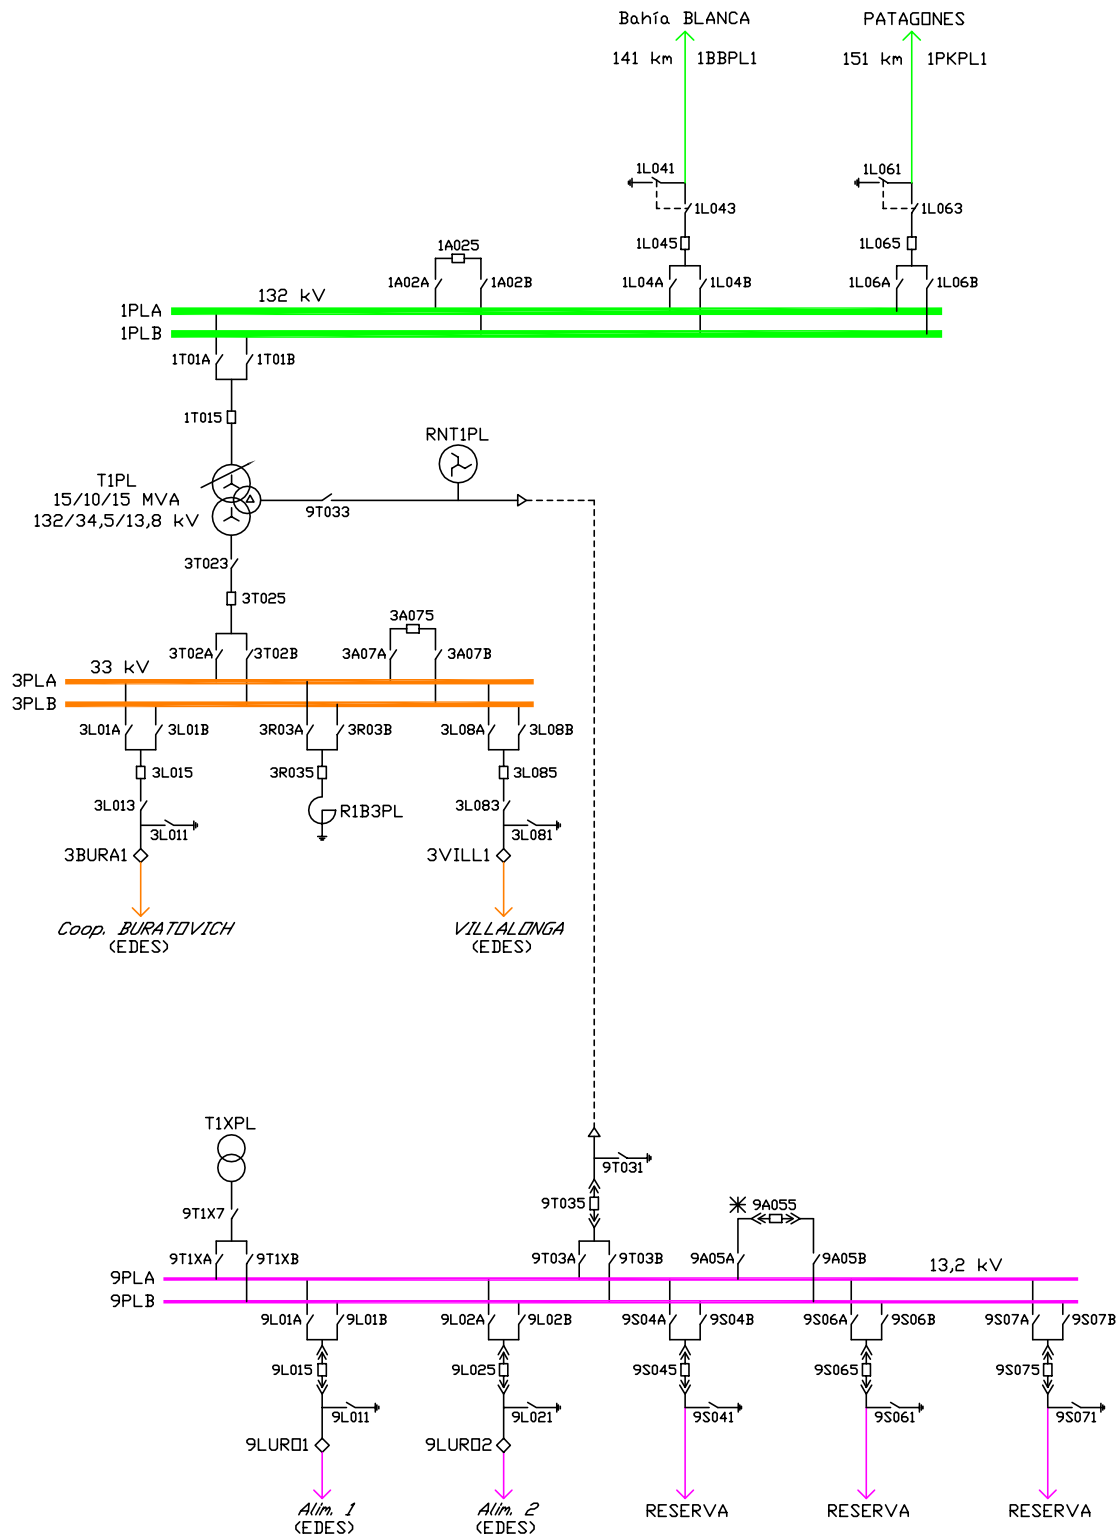 Bahía BLANCA
PATAGONES
141 km
1BBPL1
151 km
1PKPL1
1L041
1L061
1L043
1L063
1A025
1L045
1L065
1A02A
1A02B
1L04A
1L04B
1L06A
1L06B
132 kV
1PLA
1PLB
1T01A
1T01B
1T015
RNT1PL
T1PL
15/10/15 MVA
132/34,5/13,8 kV
9T033
3T023
3T025
3A075
3T02A
3T02B
3A07A
3A07B
33 kV
3PLA
3PLB
3L01A
3L01B
3R03A
3R03B
3L08A
3L08B
3L015
3R035
3L085
3L013
R1B3PL
3L083
3L011
3L081
3BURA1
3VILL1
Coop. BURATOVICH
(EDES)
VILLALONGA
(EDES)
T1XPL
9T031
9T1X7
9T035
9A055
9T1XA
9T1XB
9T03A
9T03B
9A05A
9A05B
13,2 kV
9PLA
9PLB
9L01A
9L01B
9L02A
9L02B
9S04A
9S04B
9S06A
9S06B
9S07A
9S07B
9L015
9L025
9S045
9S065
9S075
9L011
9L021
9S041
9S061
9S071
9LURO1
9LURO2
Alim. 1
(EDES)
Alim. 2
(EDES)
RESERVA
RESERVA
RESERVA